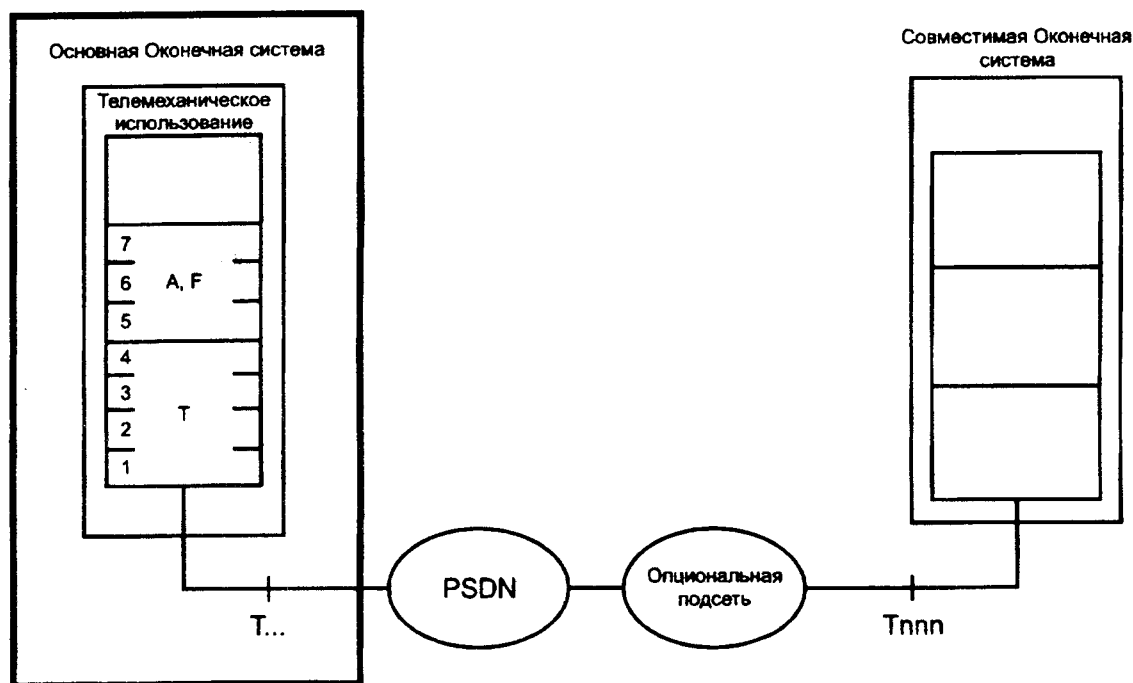 Основная Оконечная система
Телемеханическое
использование
7
6
A, F
5
4
3
T
2
1
T...
PSDN
Опциональная
подсеть
Tnnn
Совместимая Оконечная
система